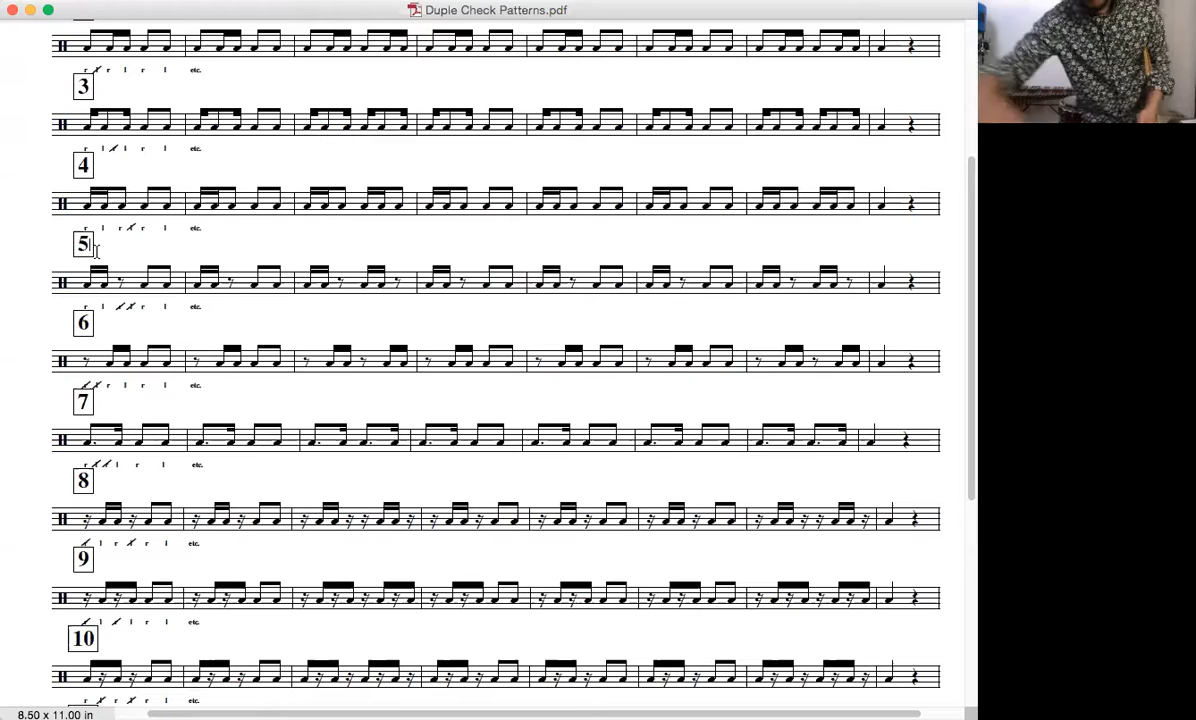 Duple Check Patterns.pdf
r l r l r l etc.
3
r l r l r l etc.
4
r l r r l etc.
5
r l r l r l etc.
6
r l r l r l etc.
7
r l r l r l etc.
8
r l r l r l etc.
9
r l r l r l etc.
10
r l r l r l etc.
8.50 x 11.00 in